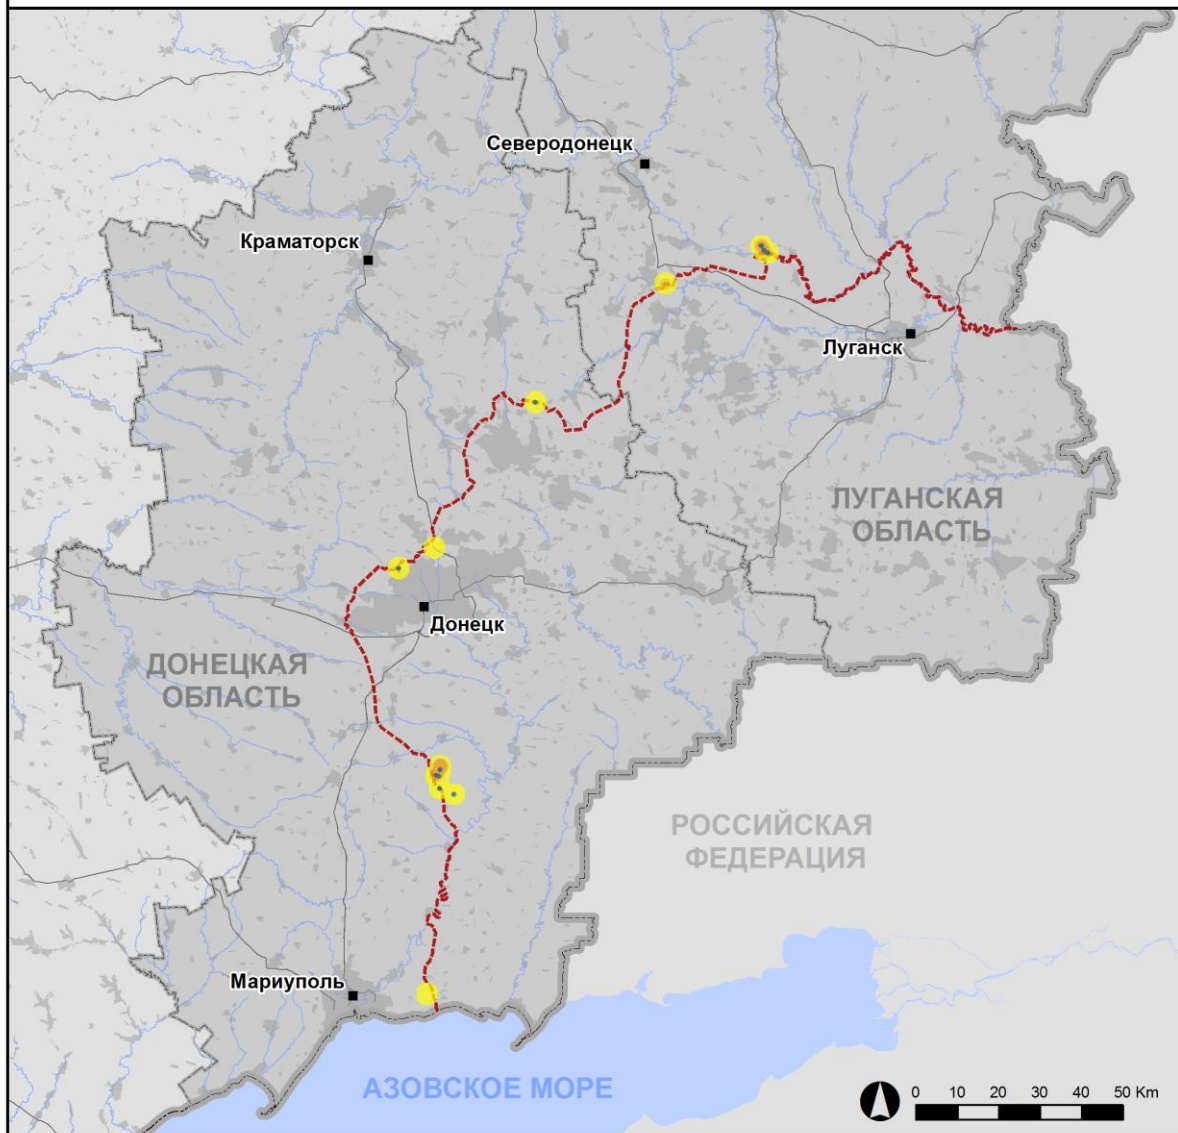 Северодонецк
Краматорск
Луганск
ЛУГАНСКАЯ
ОБЛАСТЬ
Донецк
ДОНЕЦКАЯ
ОБЛАСТЬ
РОССИЙСКАЯ
ФЕДЕРАЦИЯ
Мариуполь
АЗОВСКОЕ МОРЕ
0 10 20 30 40 50 Km